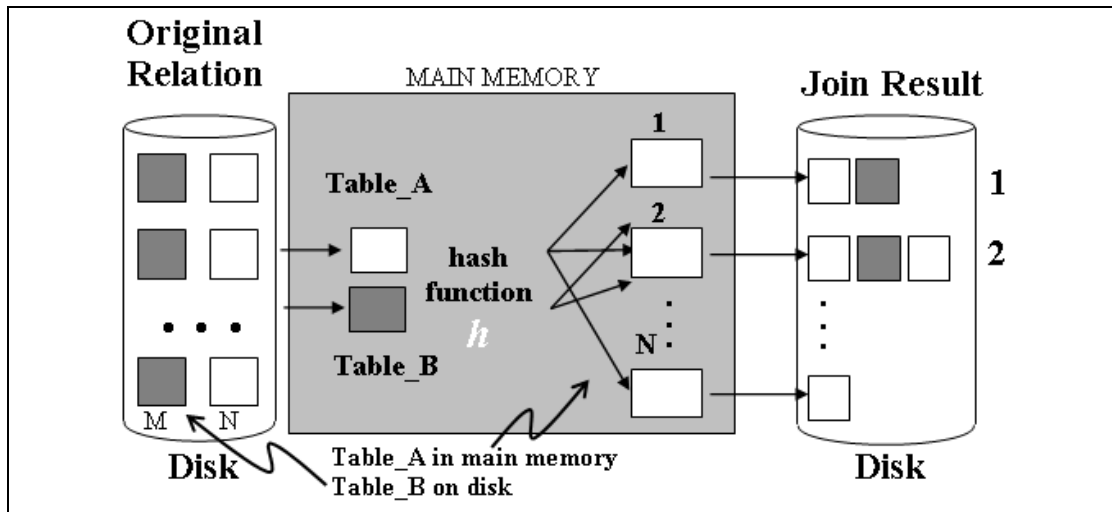 Original
Relation
MAIN MEMORY
Join Result
1
Table_A
1
2
2
hash
function
h
• • •
N
Table_B
M N
Disk
Table_A in main memory
Table_B on disk
Disk